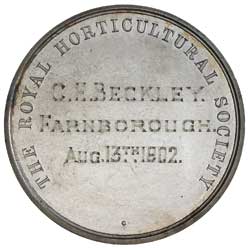 THE ROYAL HORTICULTURAL SOCIETY
C.H. BECKLEY.
FARNBOROUGH.
AUG. 13TH. 1902.